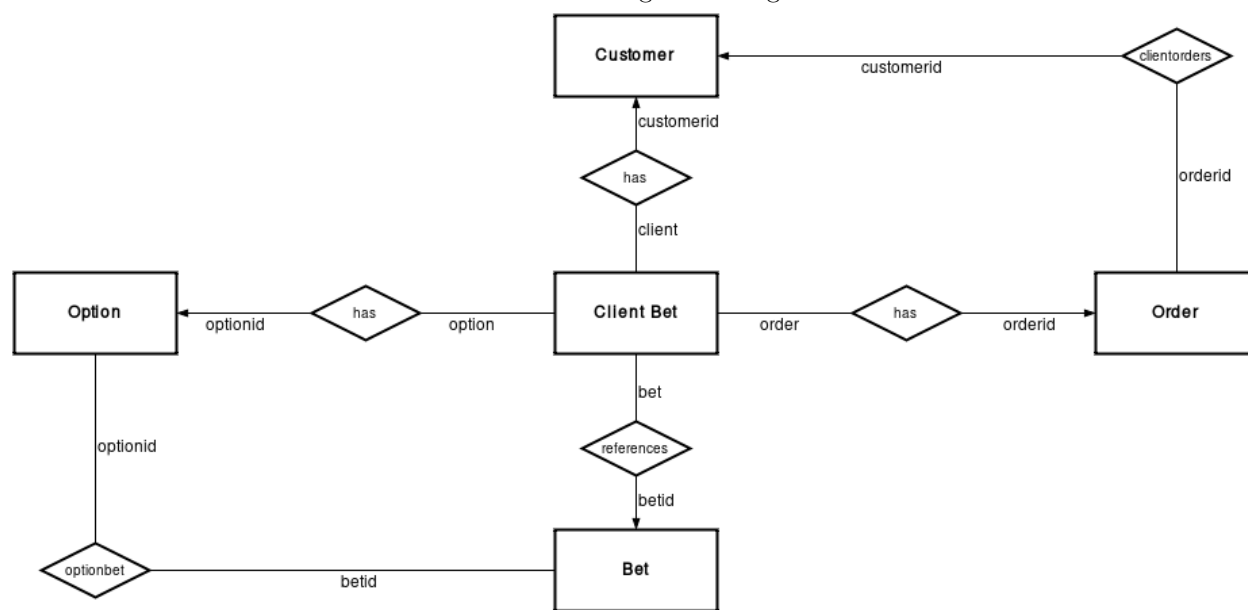 Customer
clientorders
customerid
customerid
has
orderid
client
Option
has
Client Bet
has
Order
optionid
option
order
orderid
bet
optionid
references
betid
optionbet
betid
Bet